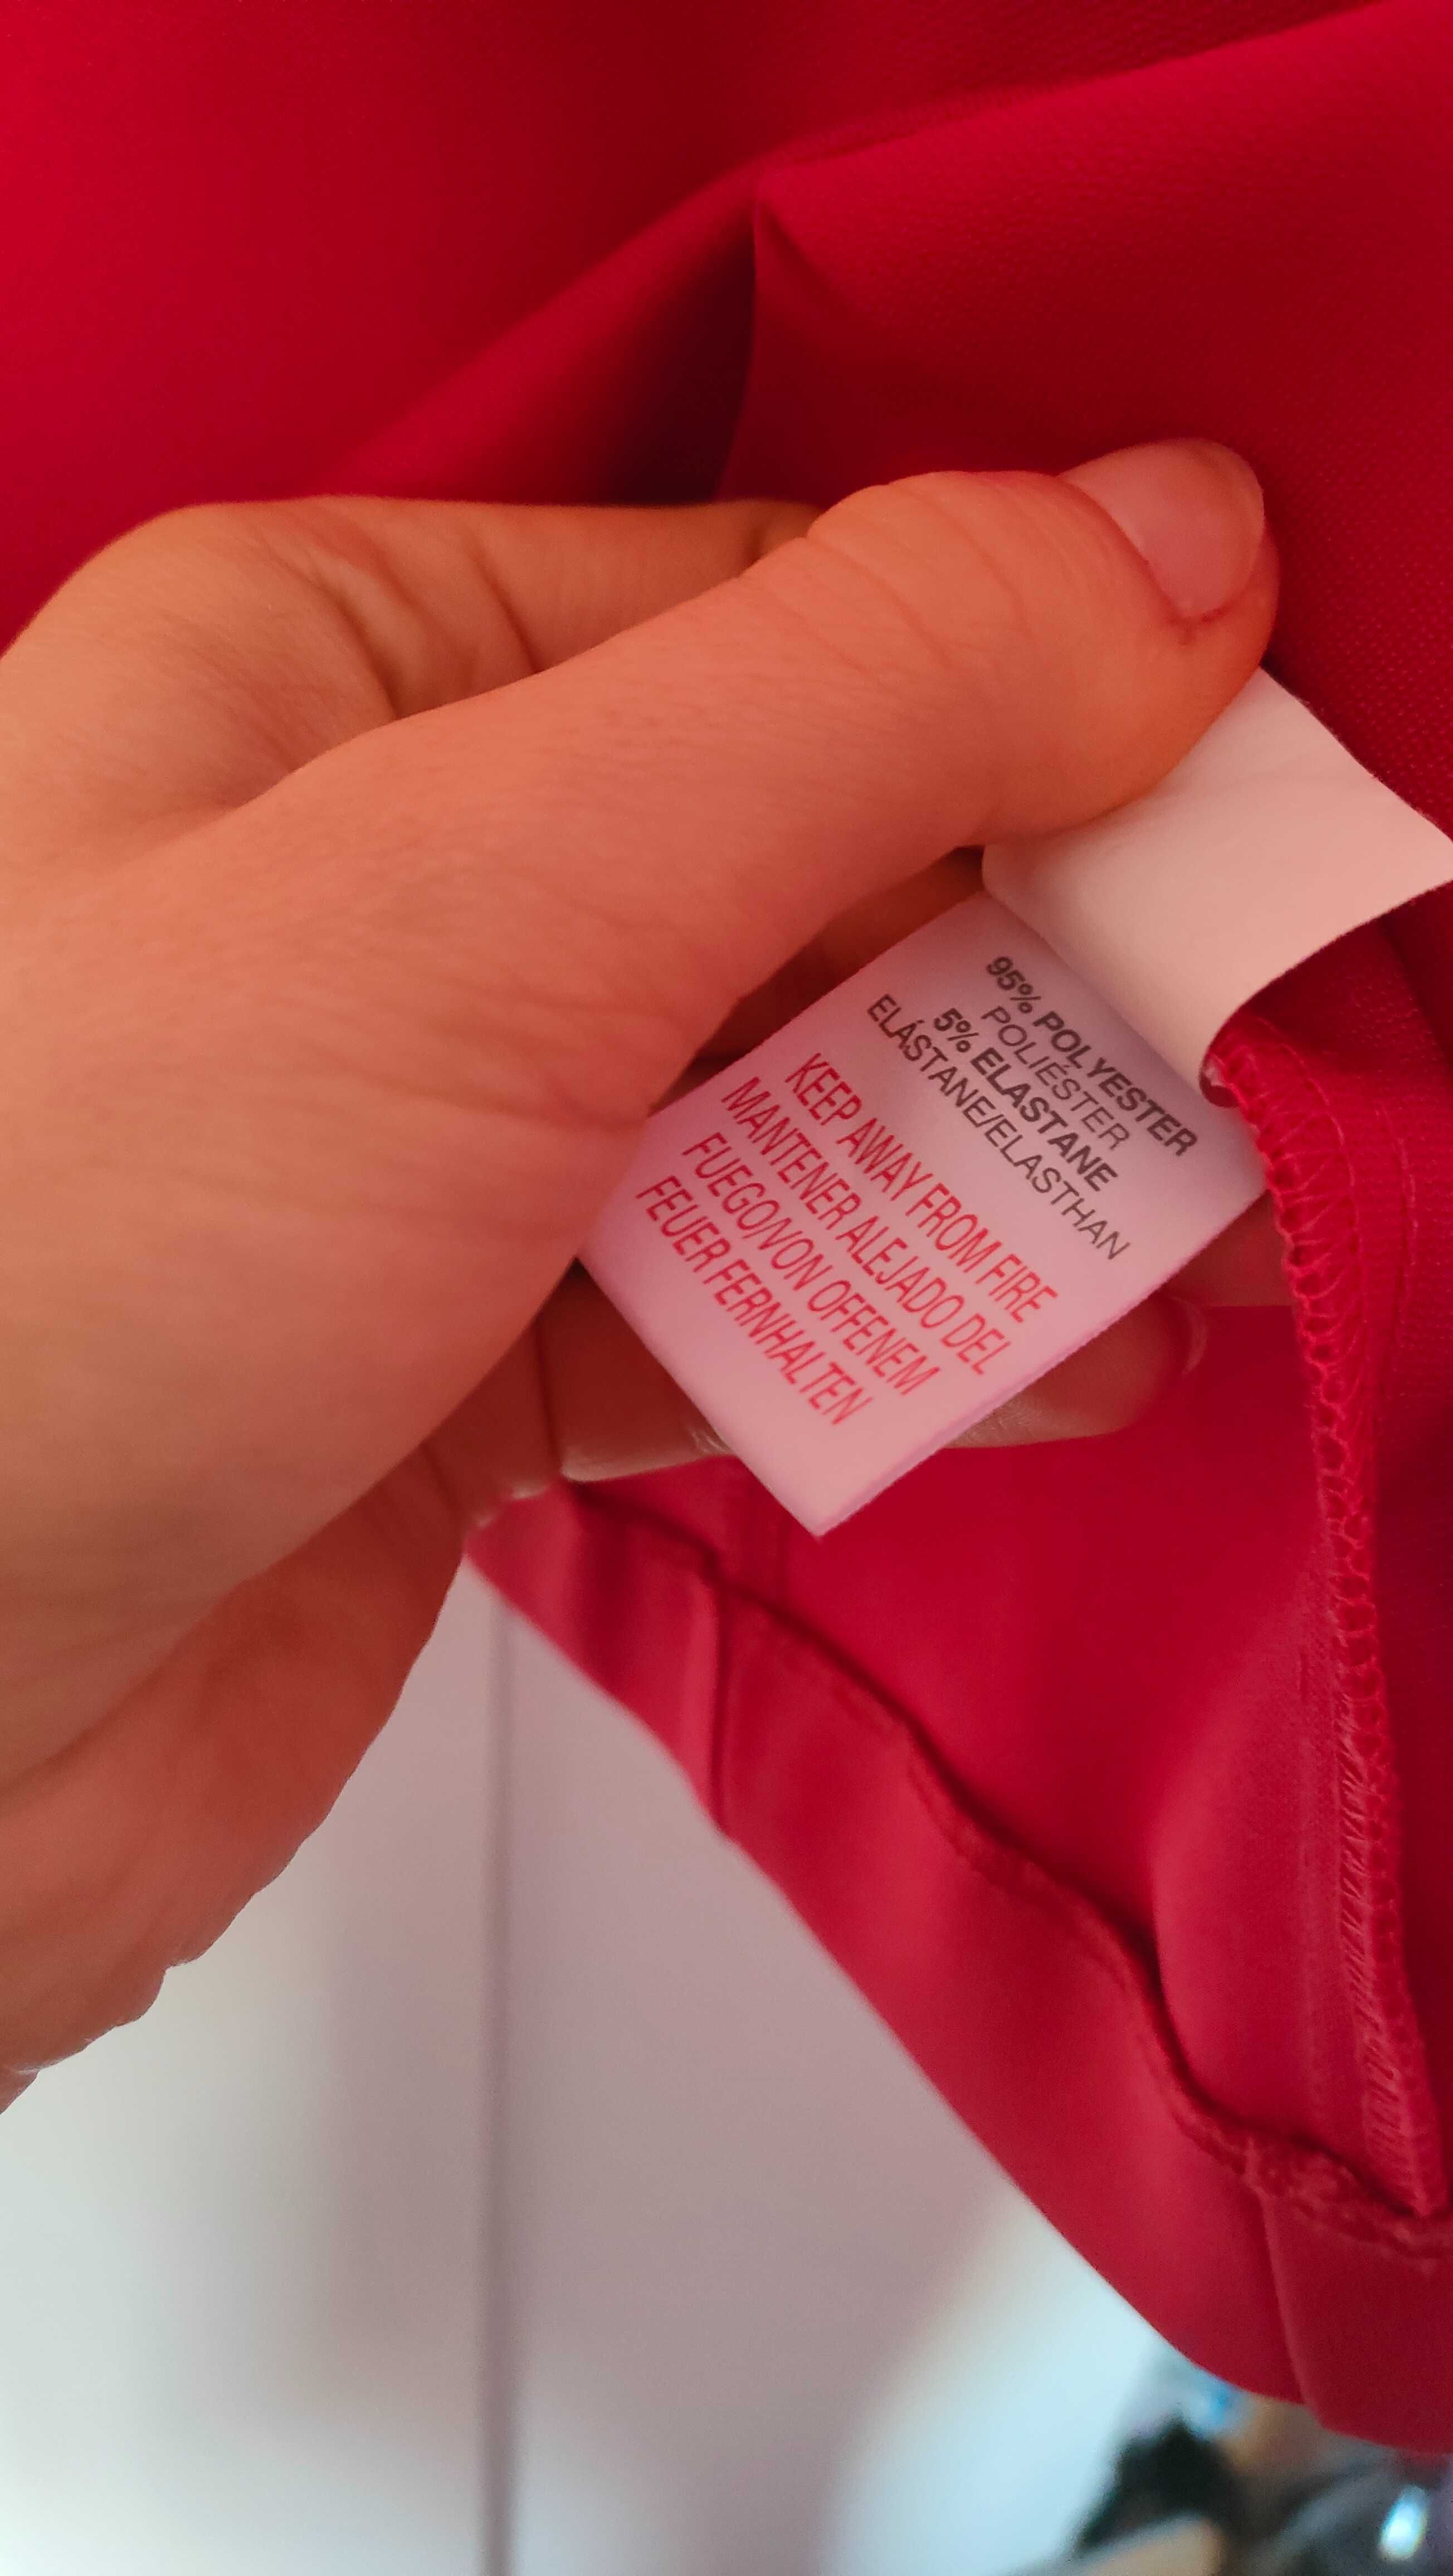 95% POLYESTER
POLIÉSTER
5% ELASTANE
ELÁSTANE/ELASTHAN
KEEP AWAY FROM FIRE
MANTENER ALEJADO DEL
FUEGO/VON OFFENEM
FEUER FERNHALTEN